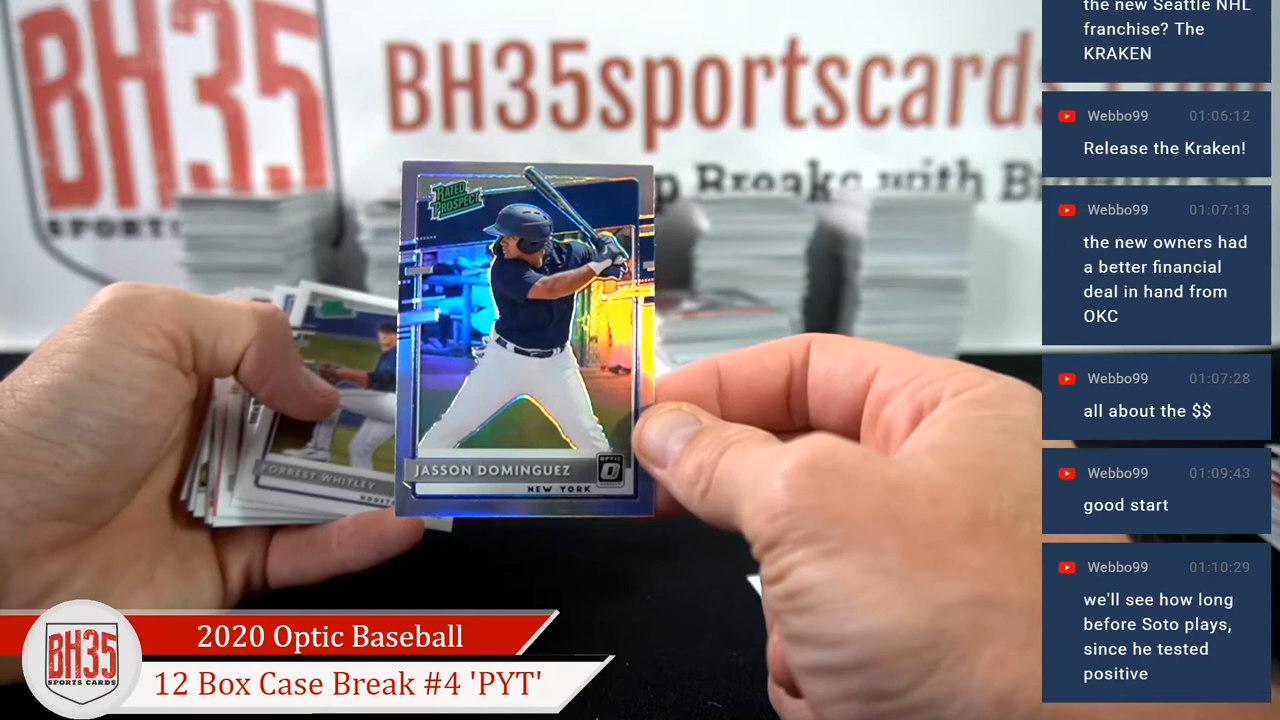 BH35
SPORTS
BH35sportscards
p Breaks with B
RATED
PROSPECT
JASSON DOMINGUEZ
OPTIC
NEW YORK
FORREST WHITLEY
HOUST
the new Seattle NHL
franchise? The
KRAKEN
Webbo99 01:06:12
Release the Kraken!
Webbo99 01:07:13
the new owners had
a better financial
deal in hand from
OKC
Webbo99 01:07:28
all about the $$
Webbo99 01:09:43
good start
Webbo99 01:10:29
we'll see how long
before Soto plays,
since he tested
positive
BH35
SPORTS CARDS
2020 Optic Baseball
12 Box Case Break #4 'PYT'